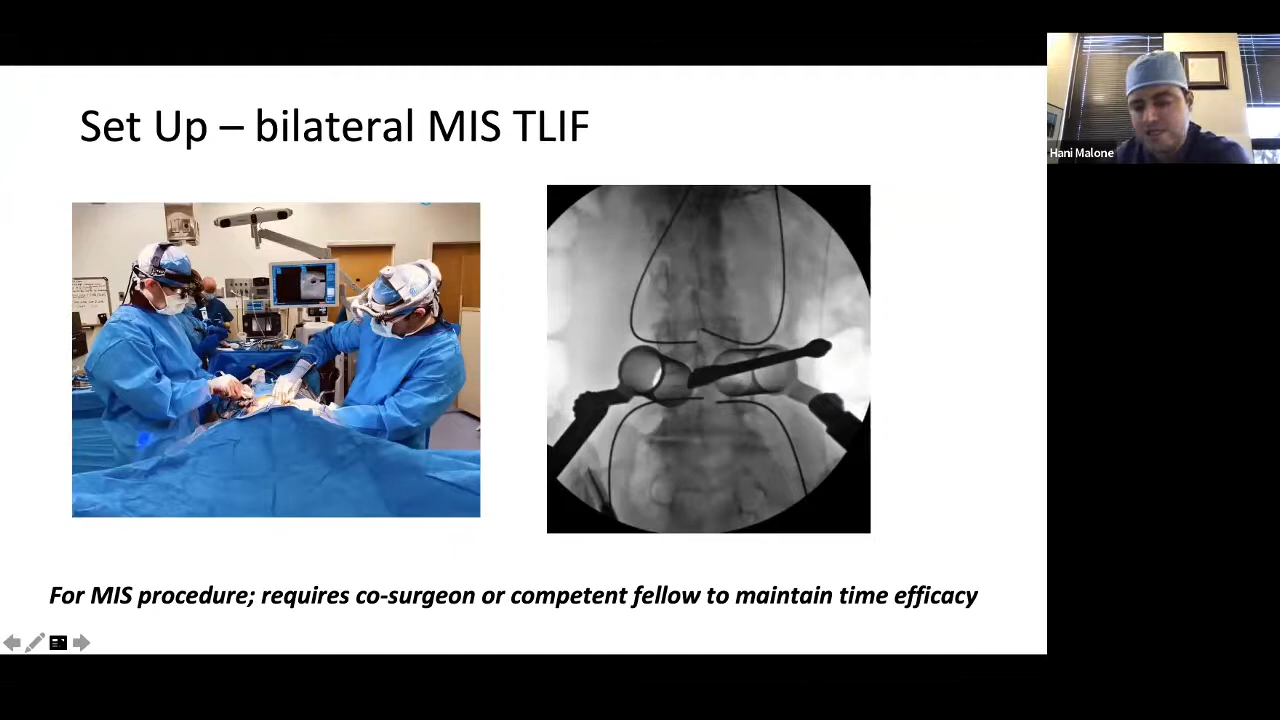 Set Up – bilateral MIS TLIF
Hani Malone
For MIS procedure; requires co-surgeon or competent fellow to maintain time efficacy